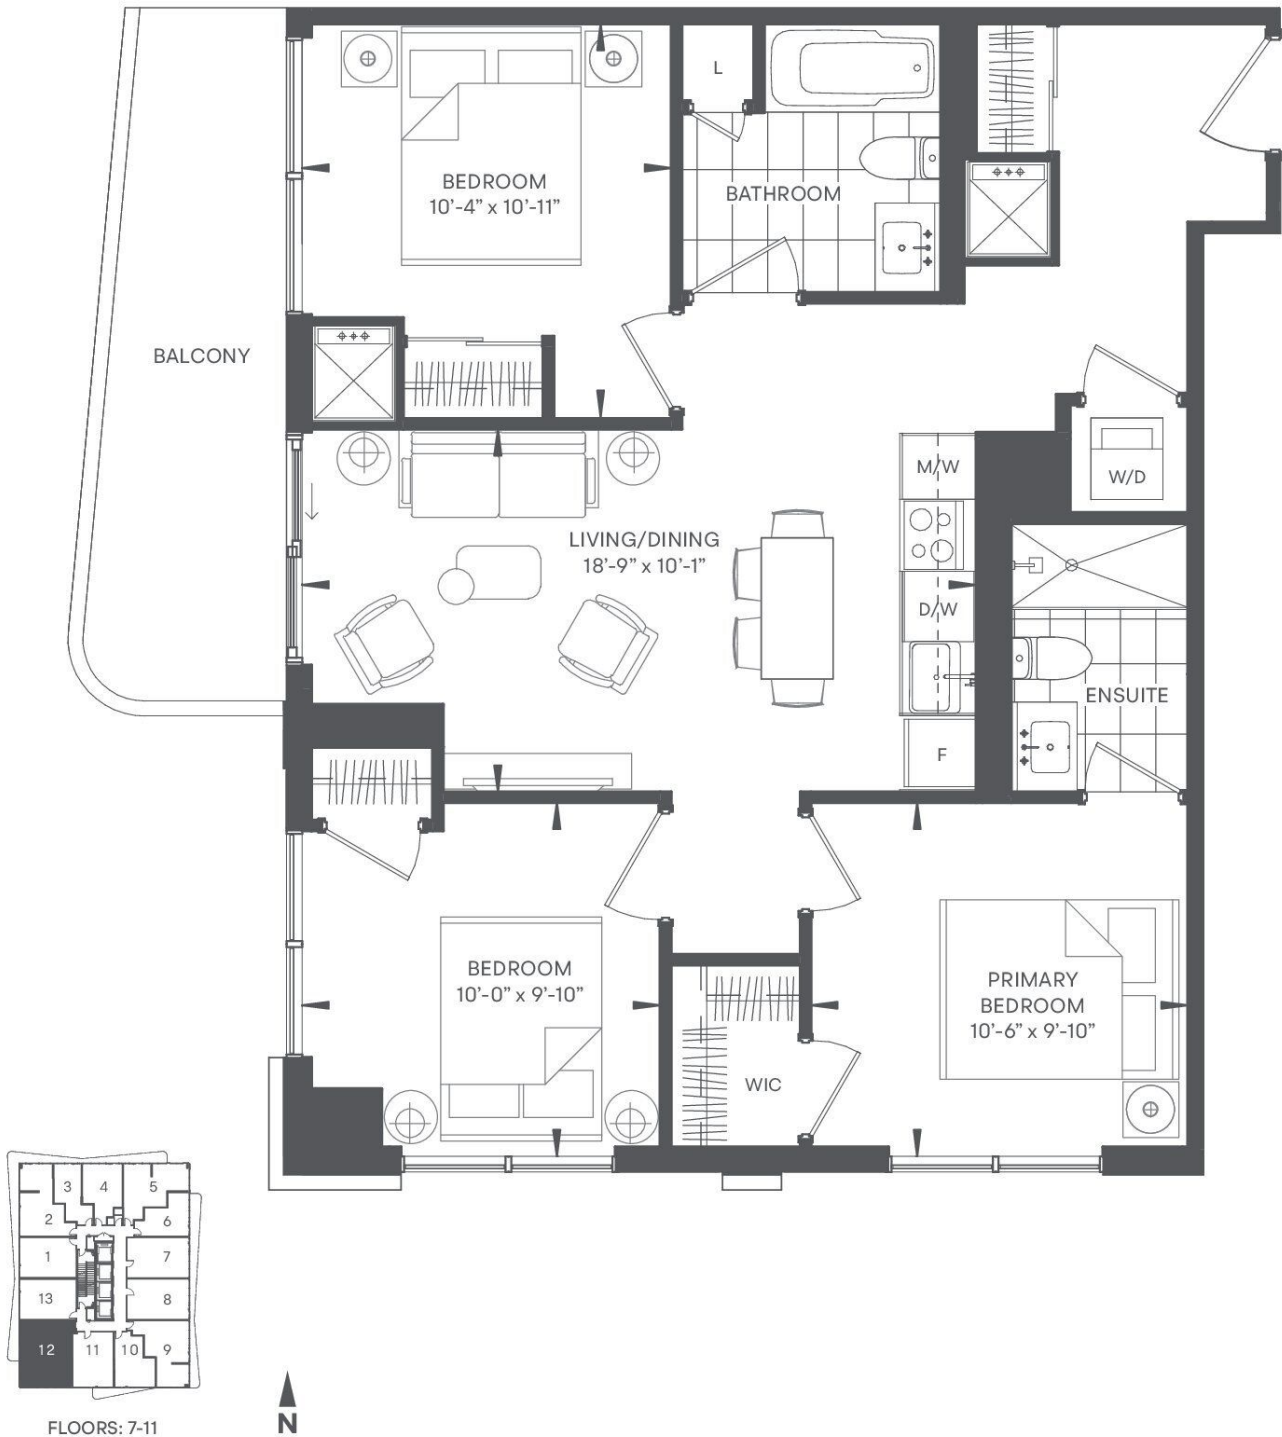 L
BEDROOM
10'-4" x 10'-11"
BATHROOM
BALCONY
M/W
W/D
LIVING/DINING
18'-9" x 10'-1"
D/W
ENSUITE
F
BEDROOM
10'-0" x 9'-10"
PRIMARY
BEDROOM
10'-6" x 9'-10"
WIC
3 4 5
2 6
1 7
13 8
12 11 10 9
FLOORS: 7-11
N